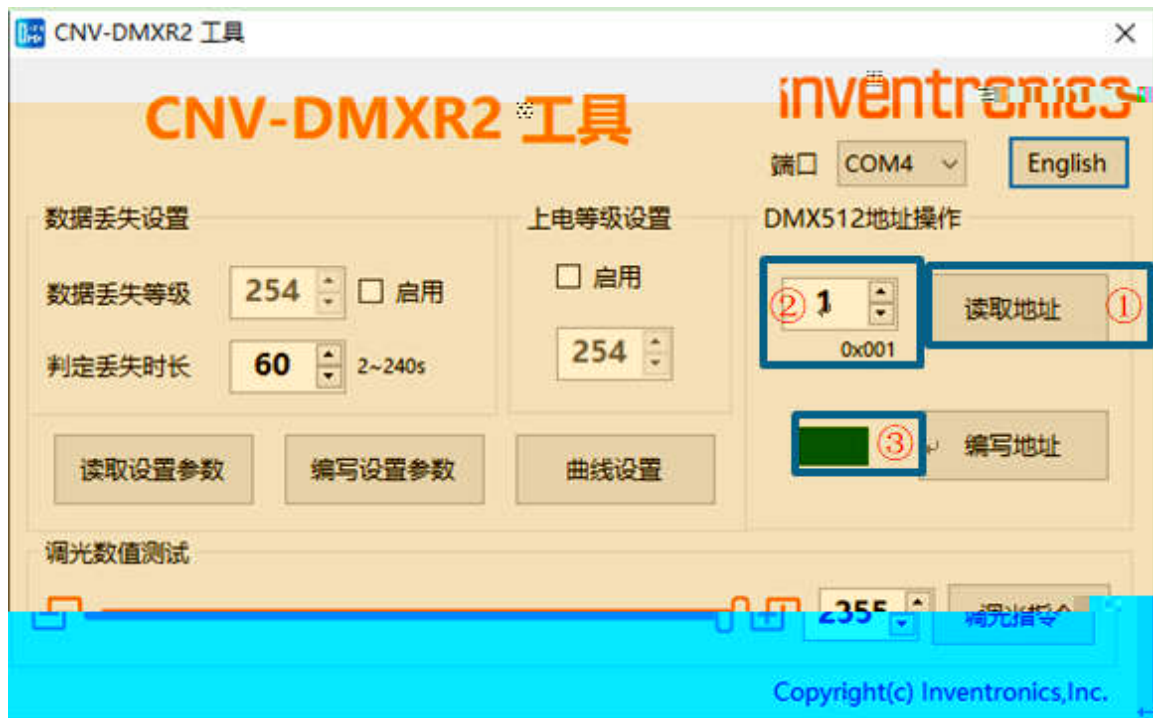 CNV-DMXR2 工具
CNV-DMXR2 工具
inventronics
端口 COM4 English
数据丢失设置
数据丢失等级 254 启用
判定丢失时长 60 2~240s
上电等级设置
启用
254
DMX512地址操作
② 1 读取地址 ①
0x001
③ 编写地址
读取设置参数 编写设置参数 曲线设置
调光数值测试
255 调光指令
Copyright(c) Inventronics,Inc.